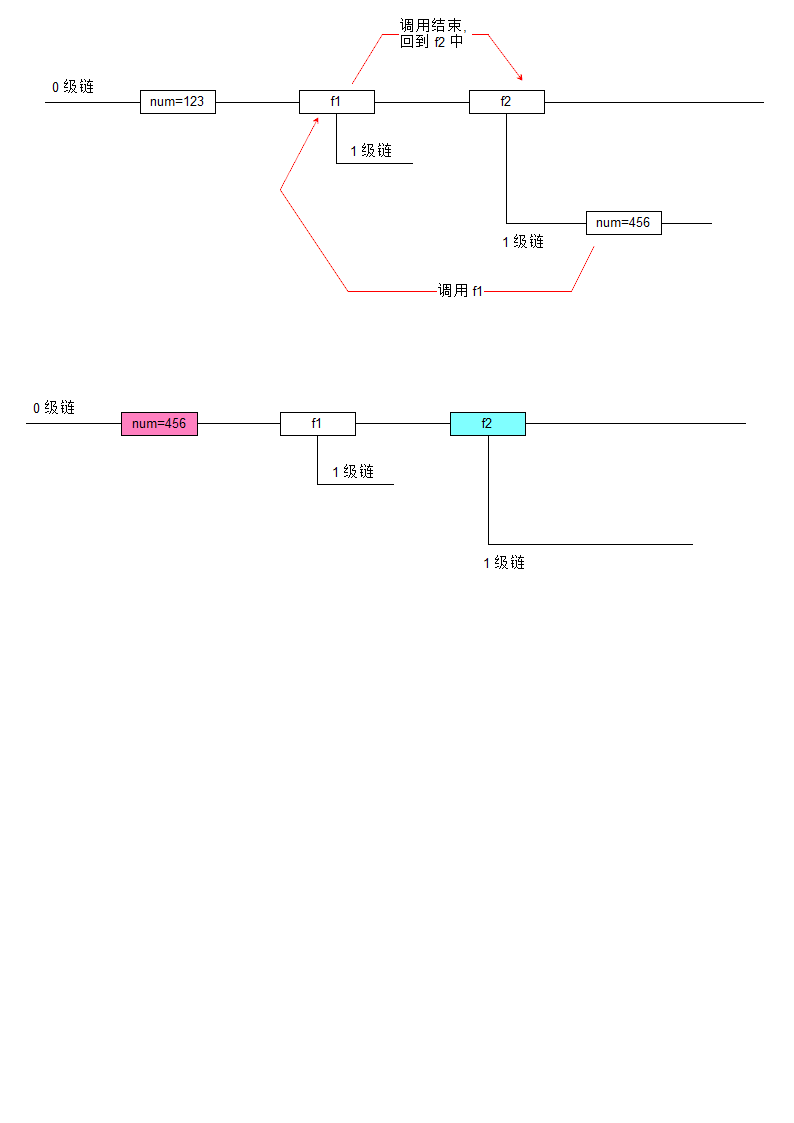 调用结束,
回到 f2 中
0 级链
num=123
f1
f2
1 级链
num=456
1 级链
调用 f1
0 级链
num=456
f1
f2
1 级链
1 级链